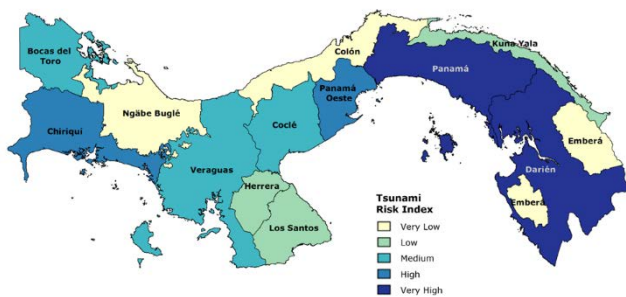 Bocas del
Toro
Colón
Kuna Yala
Panamá
Panamá
Oeste
Ngäbe Buglé
Chiriqui
Coclé
Emberá
Veraguas
Darién
Herrera
Emberá
Los Santos
Tsunami
Risk Index
Very Low
Low
Medium
High
Very High